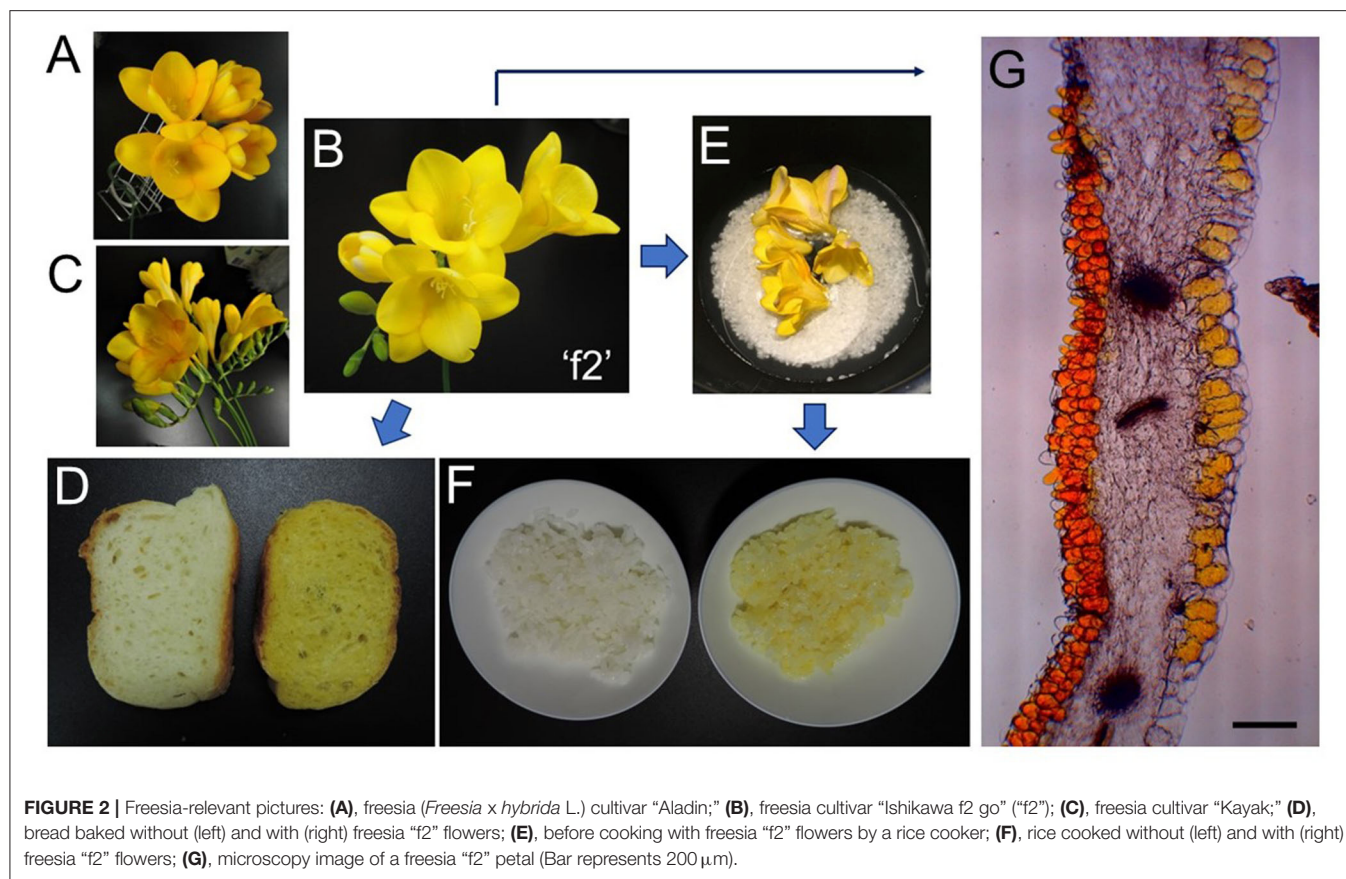 A
B
C
'f2'
E
G
D
F
FIGURE 2 | Freesia-relevant pictures: (A), freesia (Freesia x hybrida L.) cultivar “Aladin;” (B), freesia cultivar “Ishikawa f2 go” (“f2”); (C), freesia cultivar “Kayak;” (D),
bread baked without (left) and with (right) freesia “f2” flowers; (E), before cooking with freesia “f2” flowers by a rice cooker; (F), rice cooked without (left) and with (right)
freesia “f2” flowers; (G), microscopy image of a freesia “f2” petal (Bar represents 200 μm).